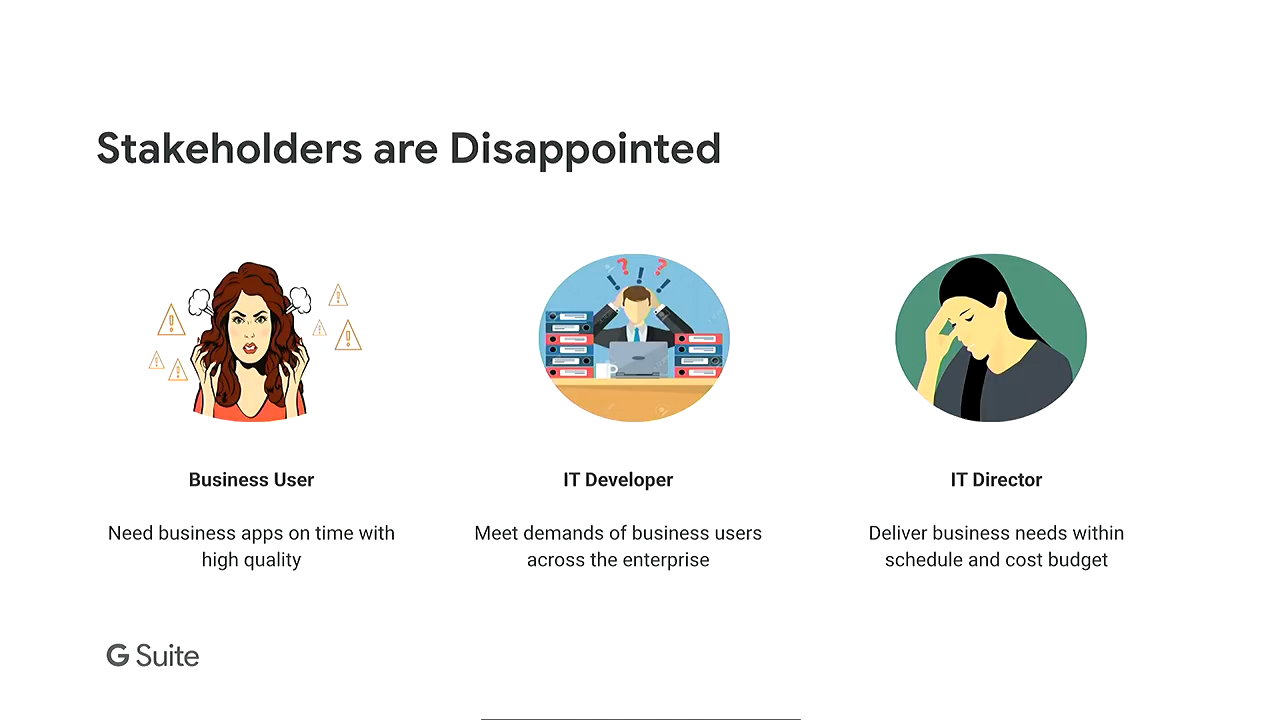 Stakeholders are Disappointed
Business User
Need business apps on time with
high quality
IT Developer
Meet demands of business users
across the enterprise
IT Director
Deliver business needs within
schedule and cost budget
G Suite